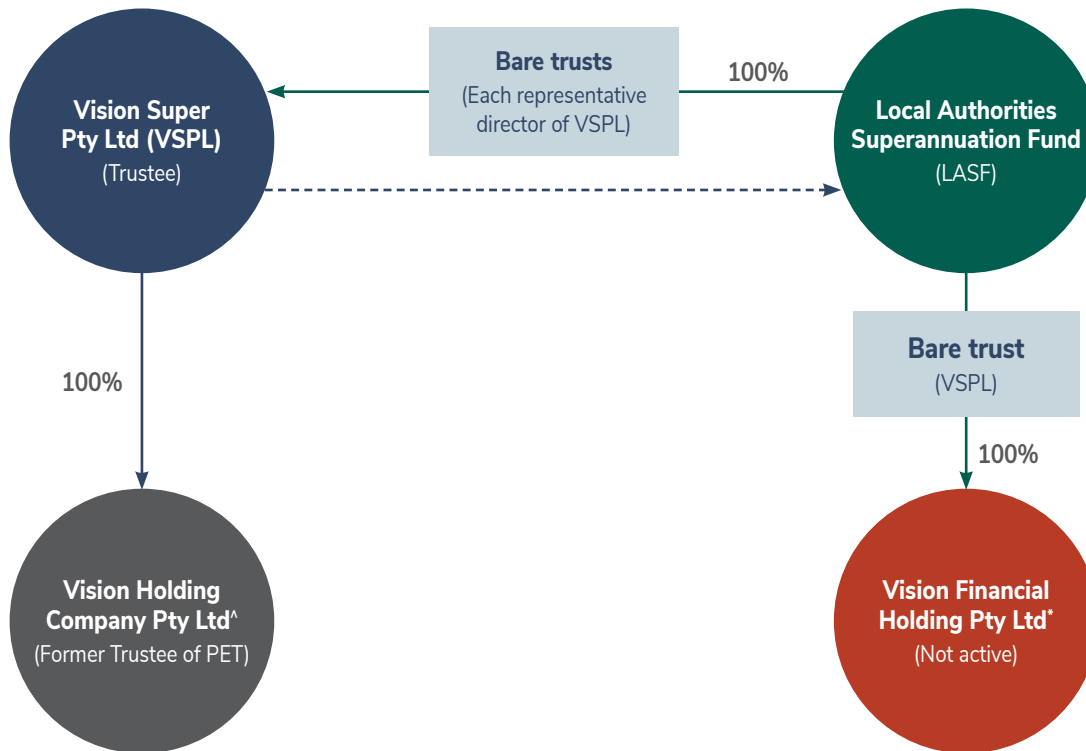 Vision Super
Pty Ltd (VSPL)
(Trustee)
Bare trusts
(Each representative
director of VSPL)
100%
Local Authorities
Superannuation Fund
(LASF)
100%
Bare trust
(VSPL)
100%
Vision Holding
Company Pty Ltd^
(Former Trustee of PET)
Vision Financial
Holding Pty Ltd*
(Not active)